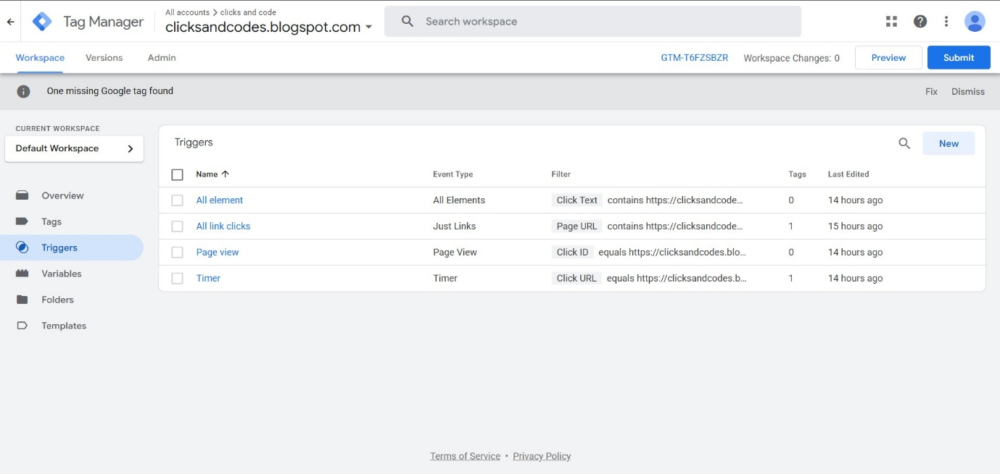 All accounts > clicks and code
Tag Manager
clicksandcodes.blogspot.com
Search workspace
Workspace Versions Admin GTM-T6FZSBZR Workspace Changes: 0 Preview Submit
One missing Google tag found Fix Dismiss
CURRENT WORKSPACE
Default Workspace
Overview
Tags
Triggers
Variables
Folders
Templates
Triggers New
Name Event Type Filter Tags Last Edited
All element All Elements Click Text contains https://clicksandcode... 0 14 hours ago
All link clicks Just Links Page URL contains https://clicksandcode... 1 15 hours ago
Page view Page View Click ID equals https://clicksandcodes.blo... 0 14 hours ago
Timer Timer Click URL equals https://clicksandcodes.b... 1 14 hours ago
Terms of Service • Privacy Policy